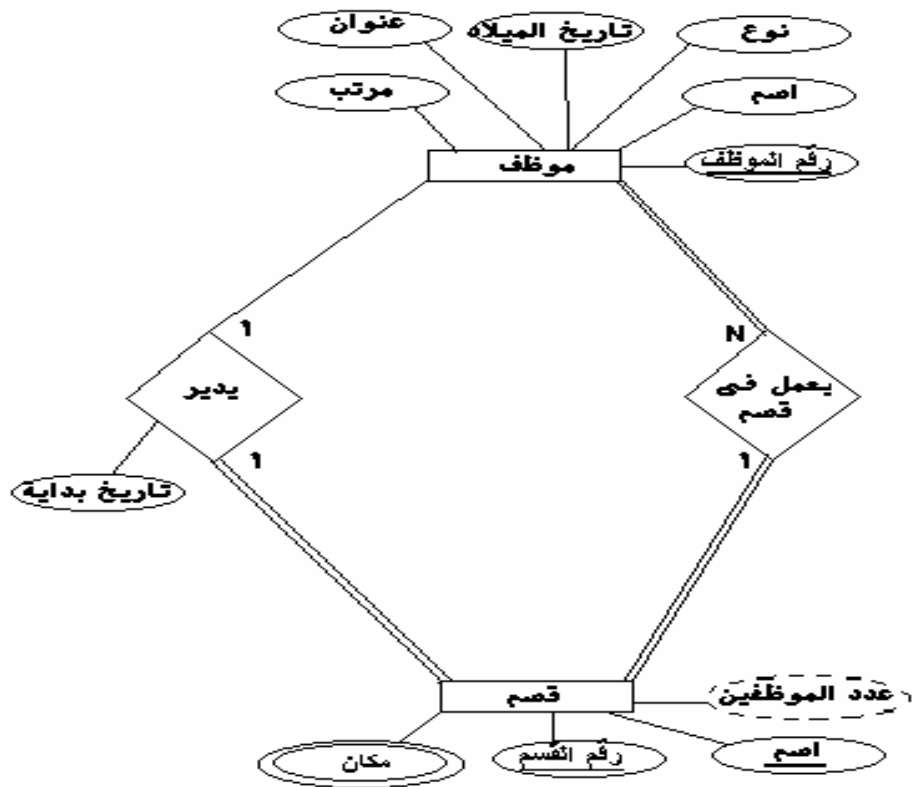 عنوان
تاريخ الميلاد
نوع
مرتب
اسم
موظف
رقم الموظف
1
N
يدير
يعمل فى
قسم
1
1
تاريخ بداية
قسم
عدد الموظفين
مكان
رقم القسم
اسم